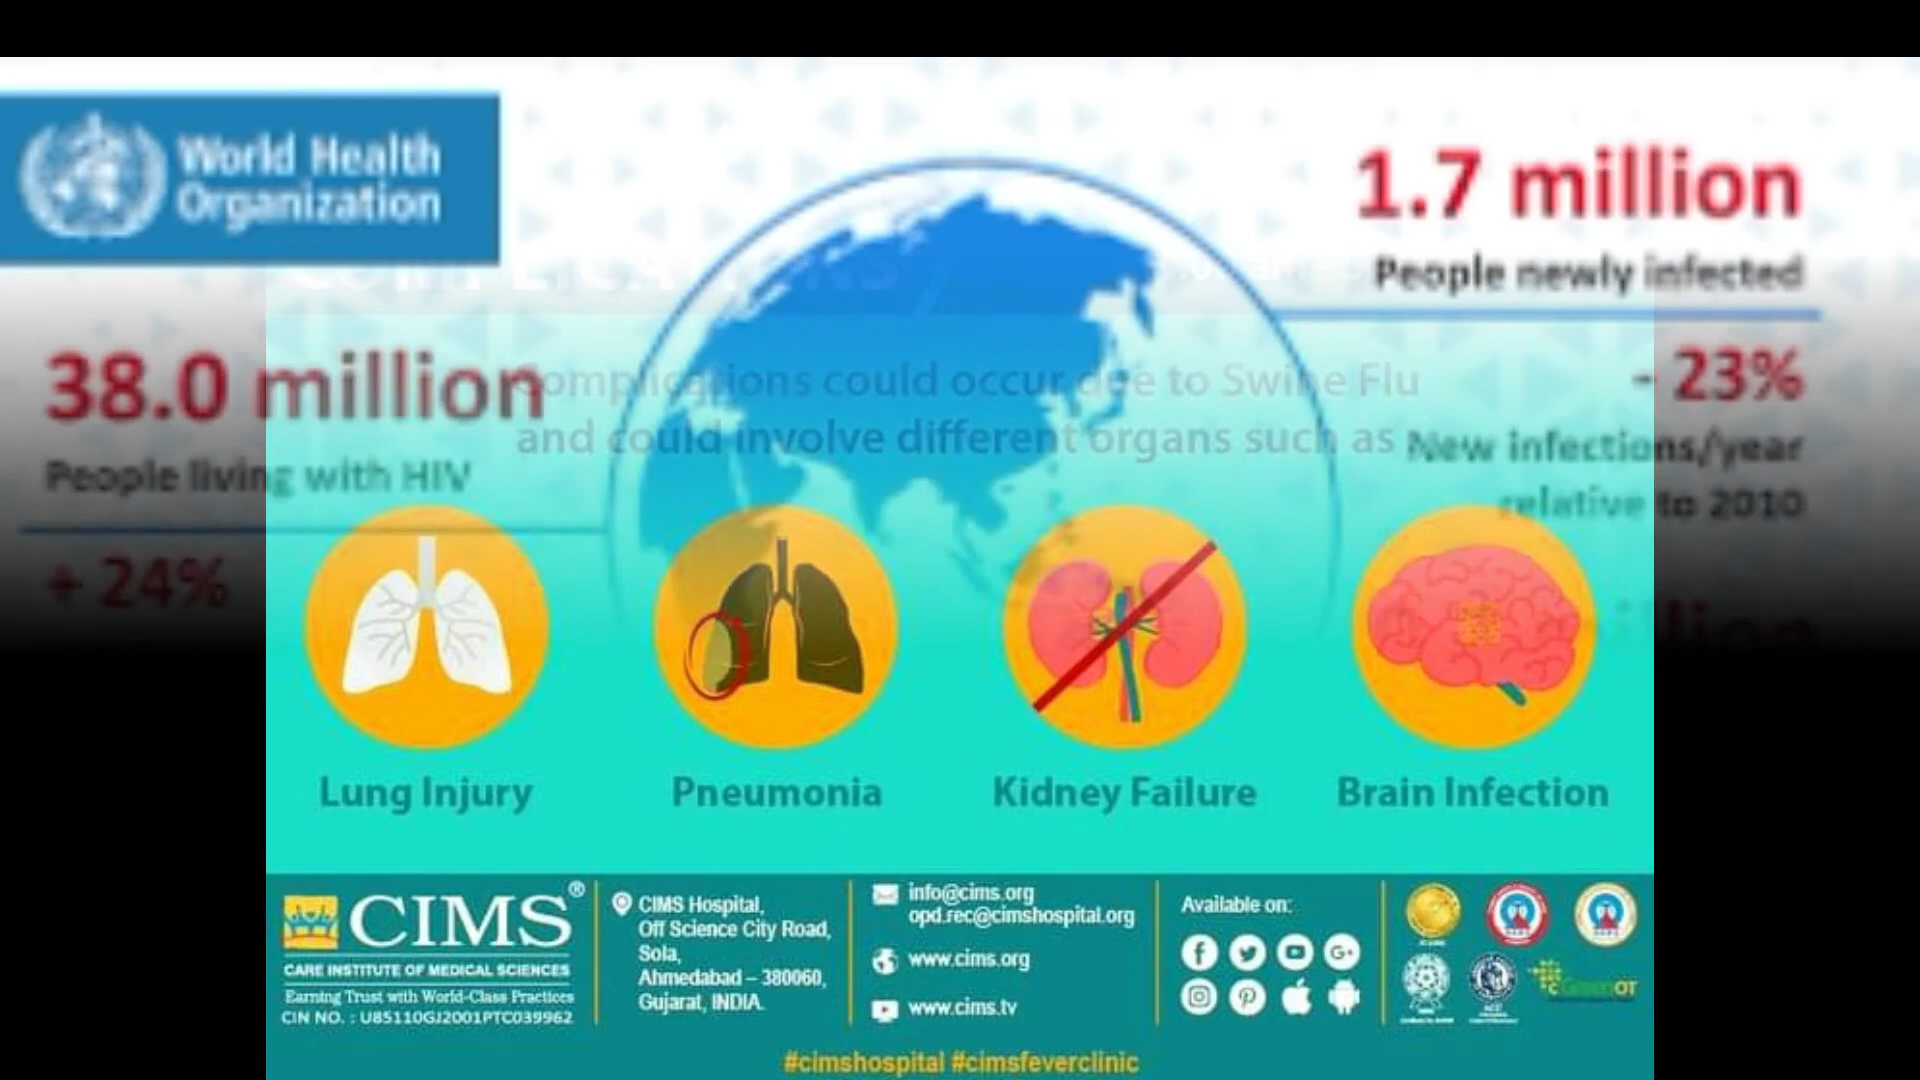 World Health
Organization
1.7 million
People newly infected
COMPLICATIONS
38.0 million
People living with HIV
- 23%
New infections/year
relative to 2010
+ 24%
Complications could occur due to Swine Flu
and could involve different organs such as
Lung Injury
Pneumonia
Kidney Failure
Brain Infection
CIMS®
CARE INSTITUTE OF MEDICAL SCIENCES
Earning Trust with World-Class Practices
CIN NO. : U85110GJ2001PTC039962
CIMS Hospital,
Off Science City Road,
Sola,
Ahmedabad – 380060,
Gujarat, INDIA.
info@cims.org
opd.rec@cimshospital.org
www.cims.org
www.cims.tv
Available on:
GreenOT
#cimshospital #cimsfeverclinic